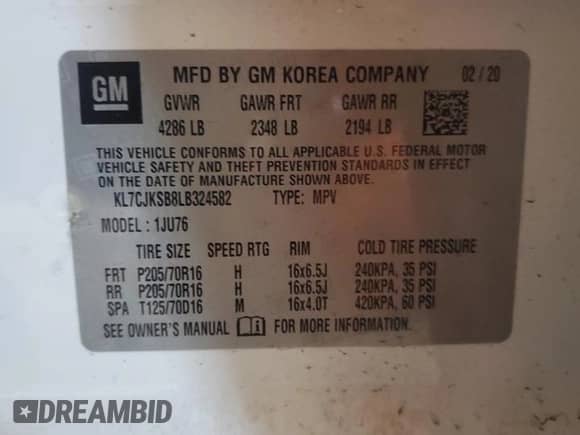 GM MFD BY GM KOREA COMPANY 02 / 20
GVWR GAWR FRT GAWR RR
4286 LB 2348 LB 2194 LB
THIS VEHICLE CONFORMS TO ALL APPLICABLE U.S. FEDERAL MOTOR
VEHICLE SAFETY AND THEFT PREVENTION STANDARDS IN EFFECT
ON THE DATE OF MANUFACTURE SHOWN ABOVE.
KL7CJKSB8LB324582 TYPE: MPV
MODEL : 1JU76
TIRE SIZE SPEED RTG RIM COLD TIRE PRESSURE
FRT P205/70R16 H 16x6.5J 240KPA, 35 PSI
RR P205/70R16 H 16x6.5J 240KPA, 35 PSI
SPA T125/70D16 M 16x4.0T 420KPA, 60 PSI
SEE OWNER'S MANUAL FOR MORE INFORMATION.
DREAMBID